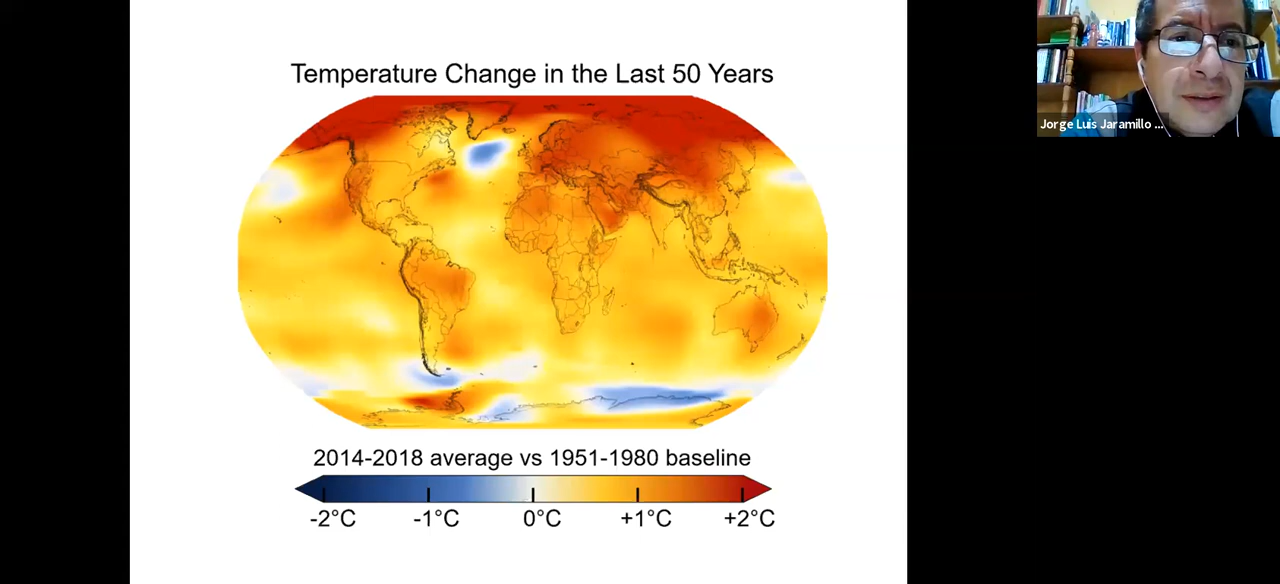 Temperature Change in the Last 50 Years
Jorge Luis Jaramillo ...
2014-2018 average vs 1951-1980 baseline
-2°C -1°C 0°C +1°C +2°C